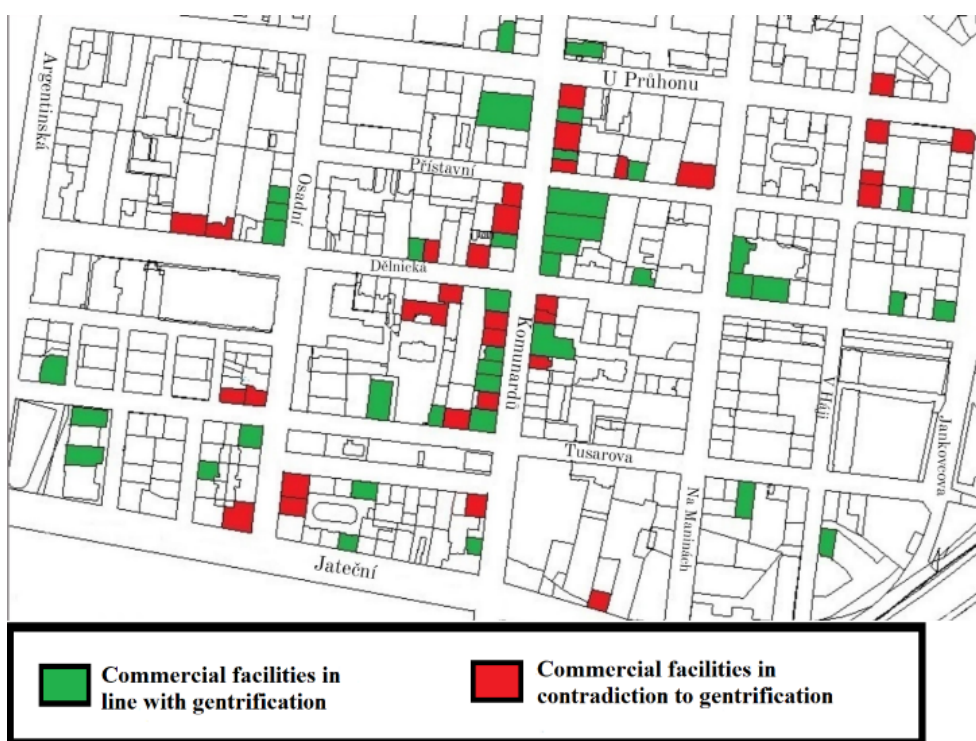 Argentinská
U Průhonu
Přístavní
Osadní
Dělnická
Komunardů
V Háji
Jankovcova
Tusarova
Na Maninách
Jateční
Commercial facilities in
line with gentrification
Commercial facilities in
contradiction to gentrification